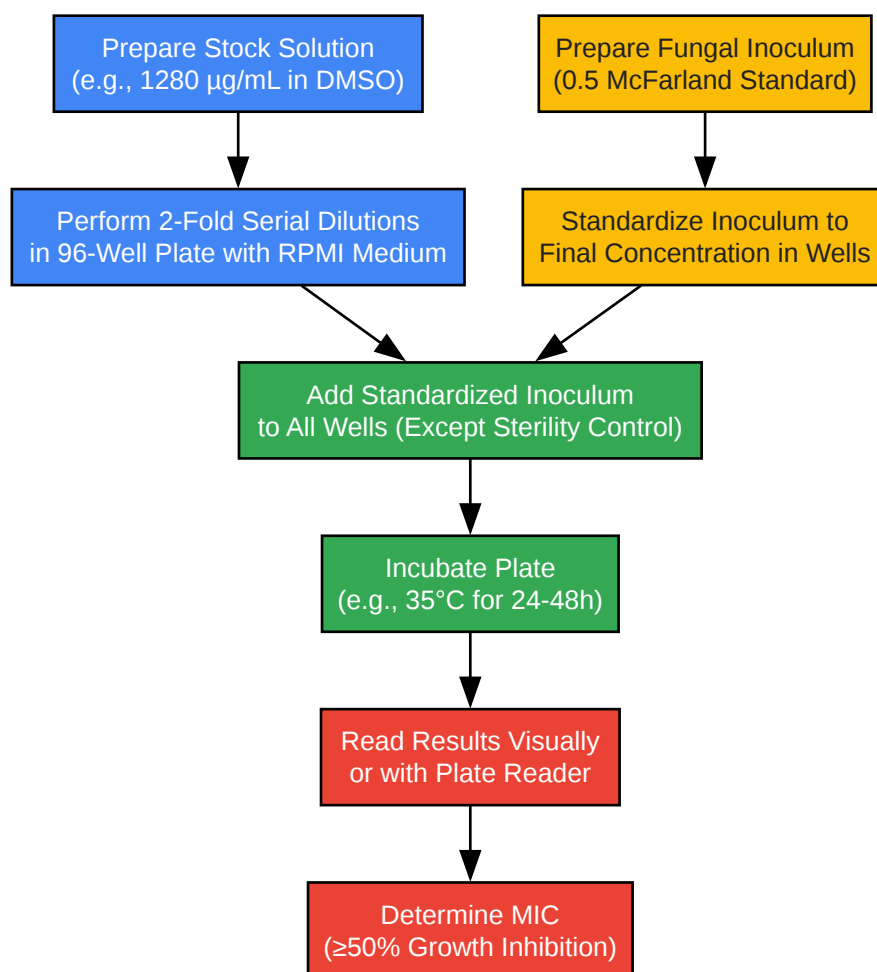 Prepare Stock Solution
(e.g., 1280 µg/mL in DMSO)
Prepare Fungal Inoculum
(0.5 McFarland Standard)
Perform 2-Fold Serial Dilutions
in 96-Well Plate with RPMI Medium
Standardize Inoculum to
Final Concentration in Wells
Add Standardized Inoculum
to All Wells (Except Sterility Control)
Incubate Plate
(e.g., 35°C for 24-48h)
Read Results Visually
or with Plate Reader
Determine MIC
(≥50% Growth Inhibition)